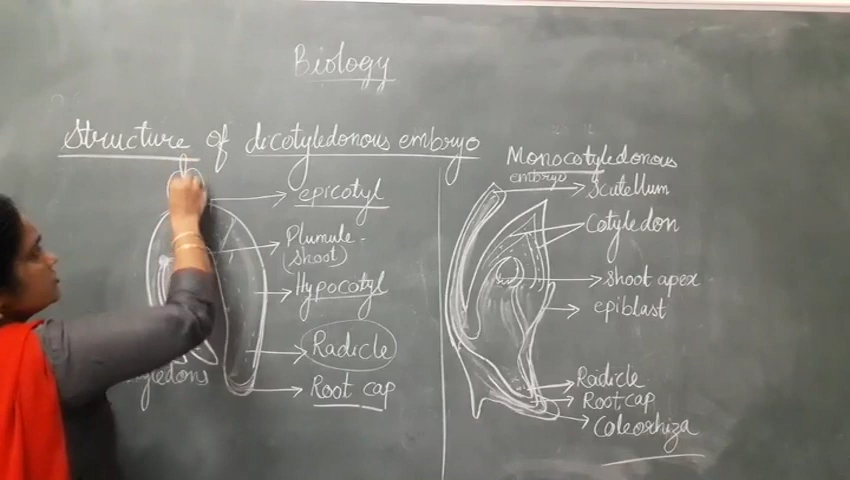 Biology
Structure of dicotyledonous embryo
epicotyl
Plumule
(shoot)
Hypocotyl
Radicle
Root cap
Monocotyledonous
embryo
Scutellum
Cotyledon
Shoot apex
epiblast
Radicle
Root cap
Coleorhiza